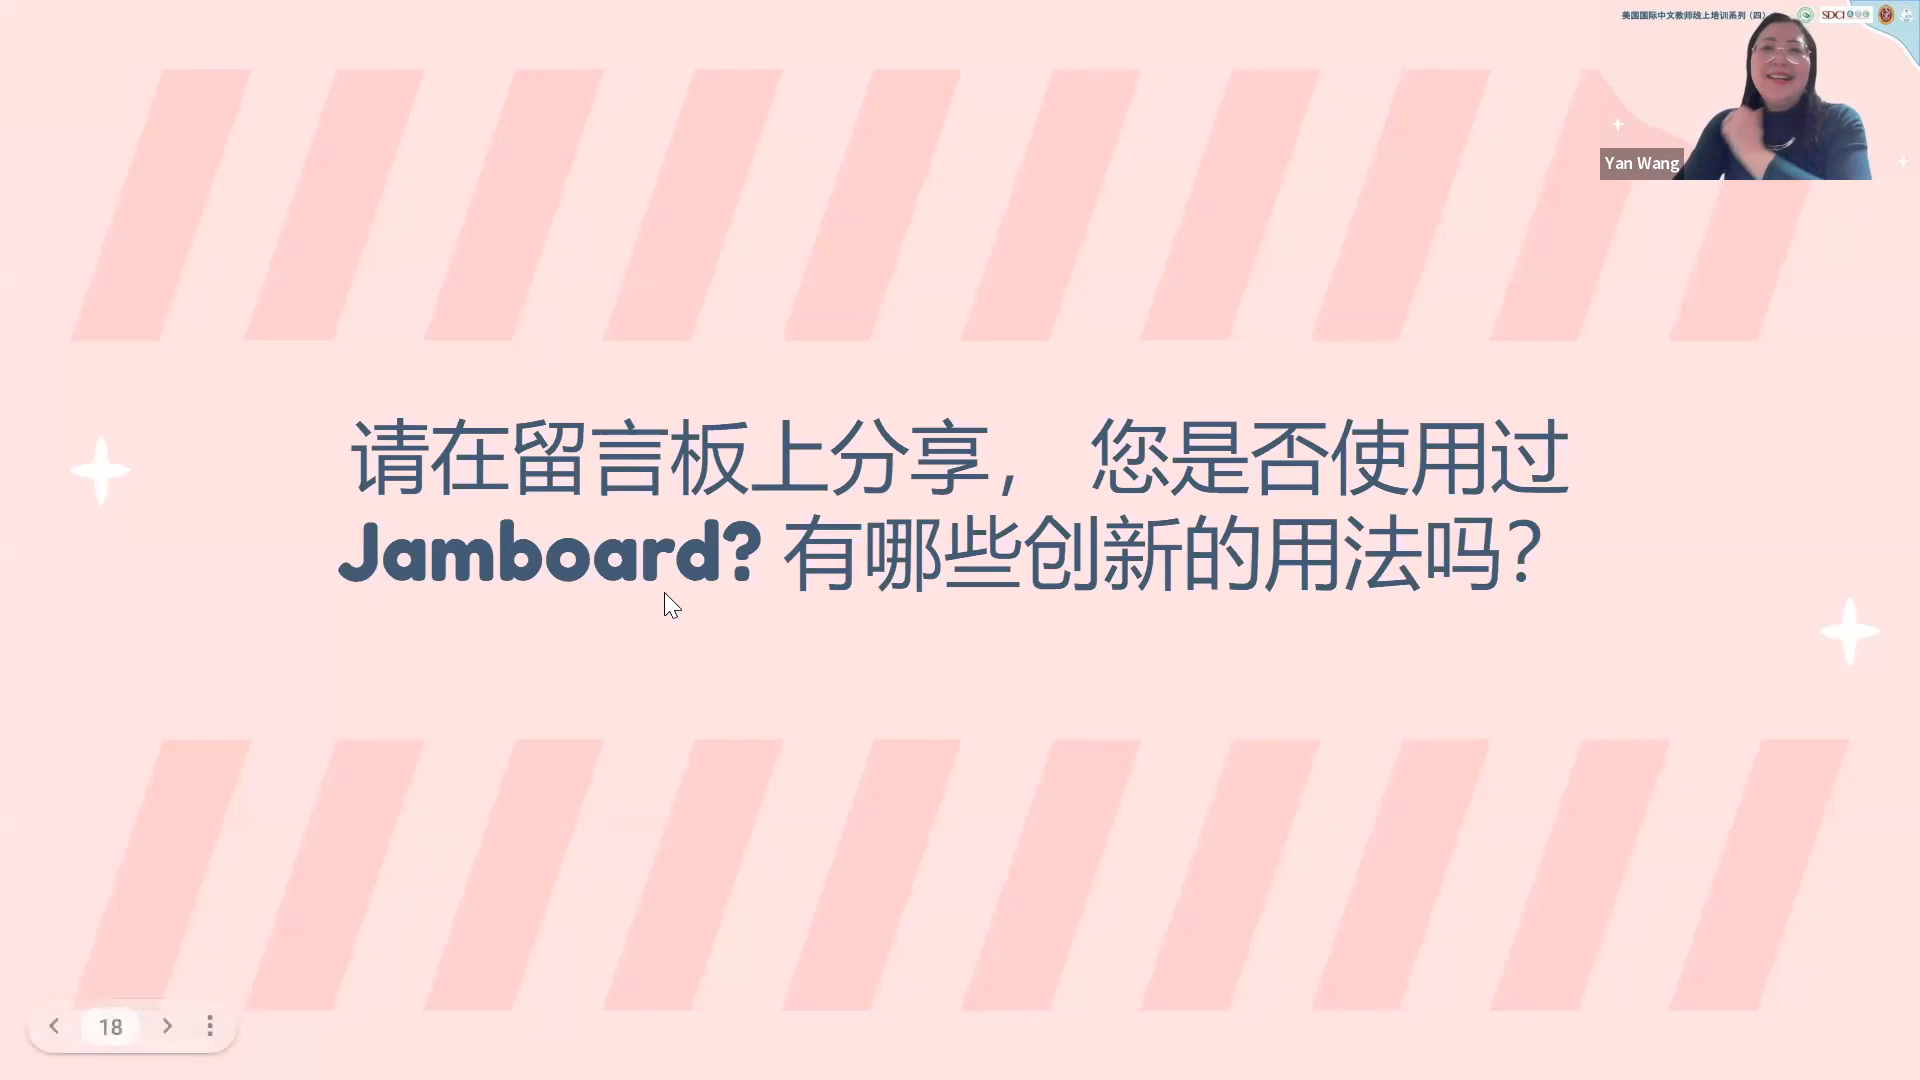 美国国际中文教师线上培训系列（四）
SDCI
Yan Wang
请在留言板上分享， 您是否使用过
Jamboard? 有哪些创新的用法吗？
18